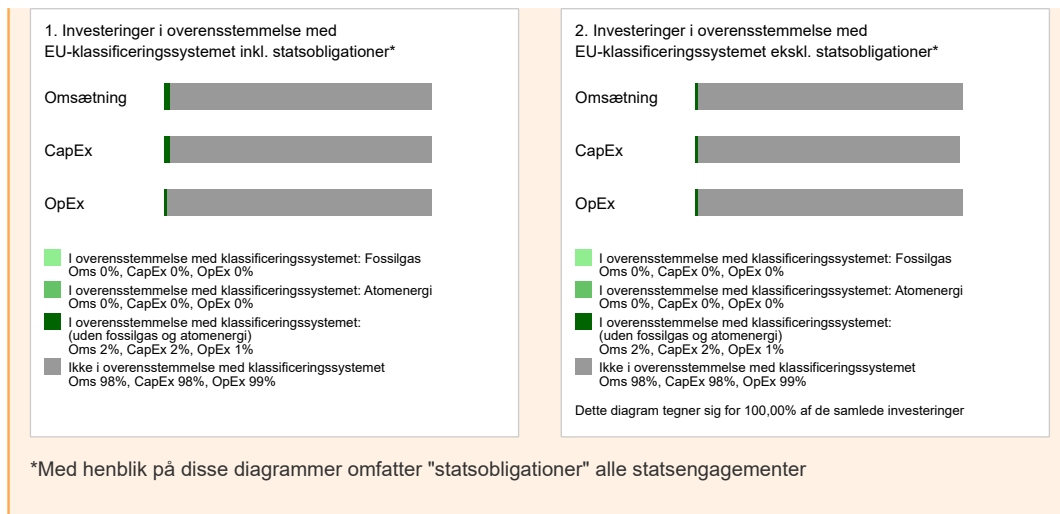 1. Investeringer i overensstemmelse med
EU-klassificeringssystemet inkl. statsobligationer*
Omsætning
CapEx
OpEx
I overensstemmelse med klassificeringssystemet: Fossilgas
Oms 0%, CapEx 0%, OpEx 0%
I overensstemmelse med klassificeringssystemet: Atomenergi
Oms 0%, CapEx 0%, OpEx 0%
I overensstemmelse med klassificeringssystemet:
(uden fossilgas og atomenergi)
Oms 2%, CapEx 2%, OpEx 1%
Ikke i overensstemmelse med klassificeringssystemet
Oms 98%, CapEx 98%, OpEx 99%
2. Investeringer i overensstemmelse med
EU-klassificeringssystemet ekskl. statsobligationer*
Omsætning
CapEx
OpEx
I overensstemmelse med klassificeringssystemet: Fossilgas
Oms 0%, CapEx 0%, OpEx 0%
I overensstemmelse med klassificeringssystemet: Atomenergi
Oms 0%, CapEx 0%, OpEx 0%
I overensstemmelse med klassificeringssystemet:
(uden fossilgas og atomenergi)
Oms 2%, CapEx 2%, OpEx 1%
Ikke i overensstemmelse med klassificeringssystemet
Oms 98%, CapEx 98%, OpEx 99%
Dette diagram tegner sig for 100,00% af de samlede investeringer
*Med henblik på disse diagrammer omfatter "statsobligationer" alle statsengagementer